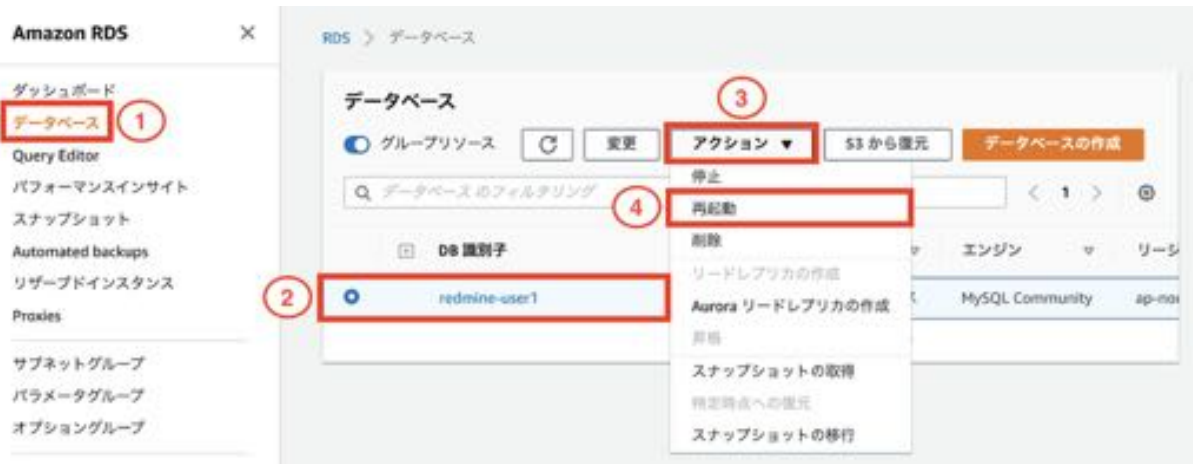 Amazon RDS
ダッシュボード
データベース
1
Query Editor
パフォーマンスインサイト
スナップショット
Automated backups
リザーブドインスタンス
Proxies
サブネットグループ
パラメータグループ
オプショングループ
RDS > データベース
データベース
3
グループリソース
変更
アクション ▼
S3 から復元
データベースの作成
データベース のフィルタリング
< 1 >
停止
4
再起動
削除
リードレプリカの作成
Aurora リードレプリカの作成
昇格
スナップショットの取得
特定時点への復元
スナップショットの移行
DB 識別子
エンジン
リージ
2
redmine-user1
MySQL Community
ap-nor